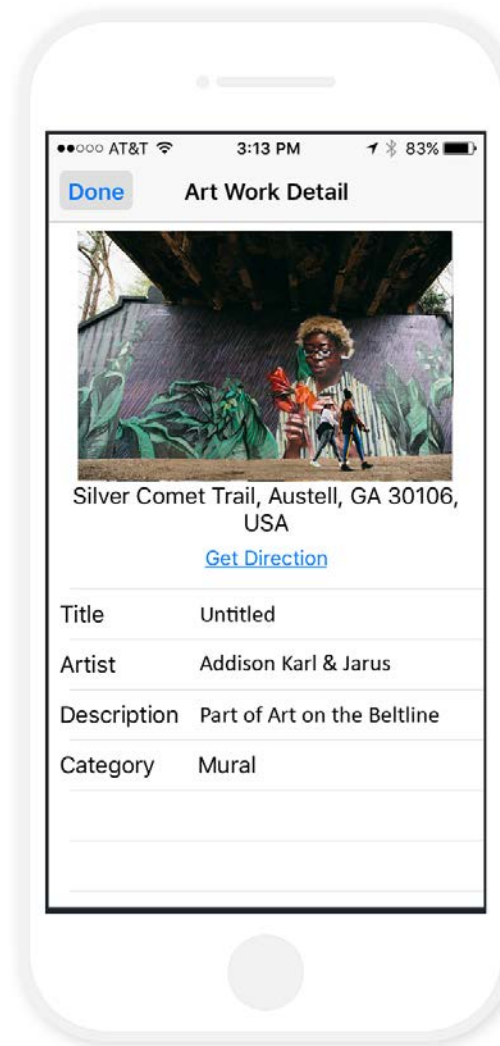 AT&T 3:13 PM 83%
Done Art Work Detail
Silver Comet Trail, Austell, GA 30106,
USA
Get Direction
Title Untitled
Artist Addison Karl & Jarus
Description Part of Art on the Beltline
Category Mural